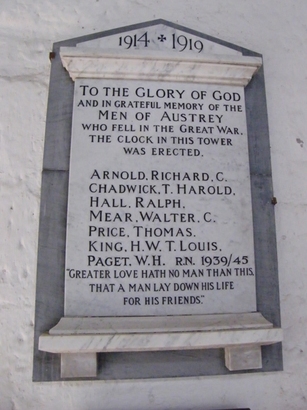 1914 ✠ 1919
TO THE GLORY OF GOD
AND IN GRATEFUL MEMORY OF THE
MEN OF AUSTREY
WHO FELL IN THE GREAT WAR.
THE CLOCK IN THIS TOWER
WAS ERECTED.
ARNOLD, RICHARD, C.
CHADWICK, T. HAROLD.
HALL, RALPH.
MEAR, WALTER, C.
PRICE, THOMAS.
KING, H.W.T. LOUIS.
PAGET, W.H. R.N. 1939/45
"GREATER LOVE HATH NO MAN THAN THIS,
THAT A MAN LAY DOWN HIS LIFE
FOR HIS FRIENDS."